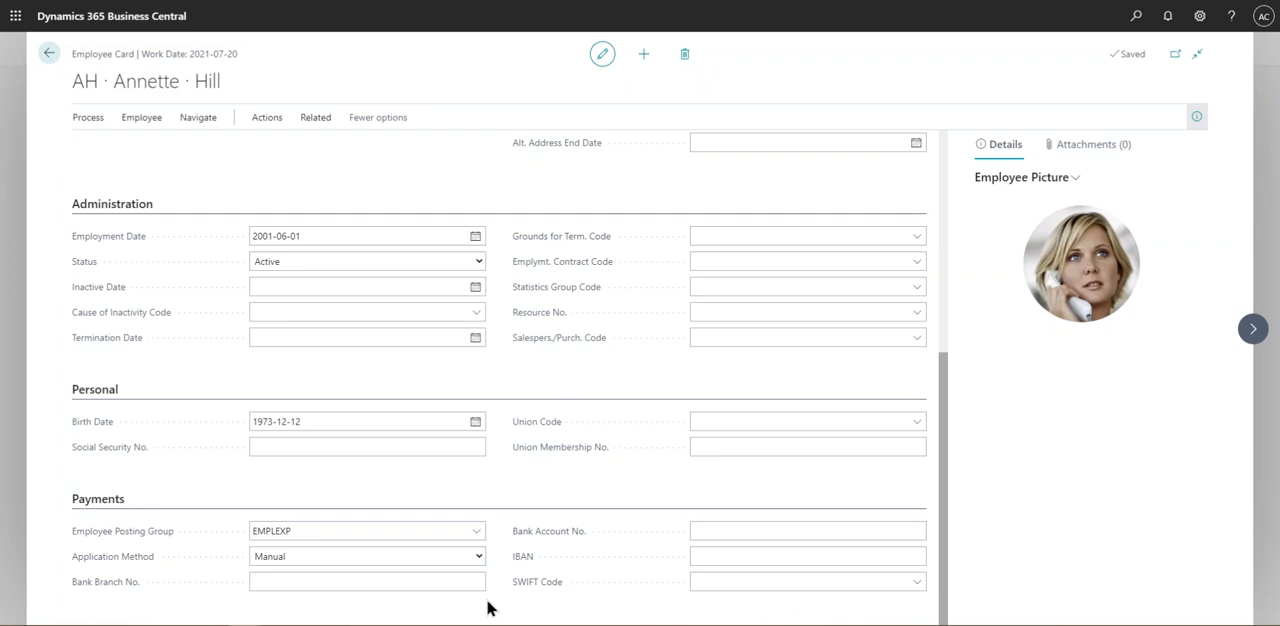 Dynamics 365 Business Central
AC
Employee Card | Work Date: 2021-07-20
Saved
AH · Annette · Hill
Process Employee Navigate Actions Related Fewer options
Alt. Address End Date
Details Attachments (0)
Employee Picture
Administration
Employment Date 2001-06-01 Grounds for Term. Code
Status Active Emplymt. Contract Code
Inactive Date Statistics Group Code
Cause of Inactivity Code Resource No.
Termination Date Salespers./Purch. Code
Personal
Birth Date 1973-12-12 Union Code
Social Security No. Union Membership No.
Payments
Employee Posting Group EMPLEXP Bank Account No.
Application Method Manual IBAN
Bank Branch No. SWIFT Code